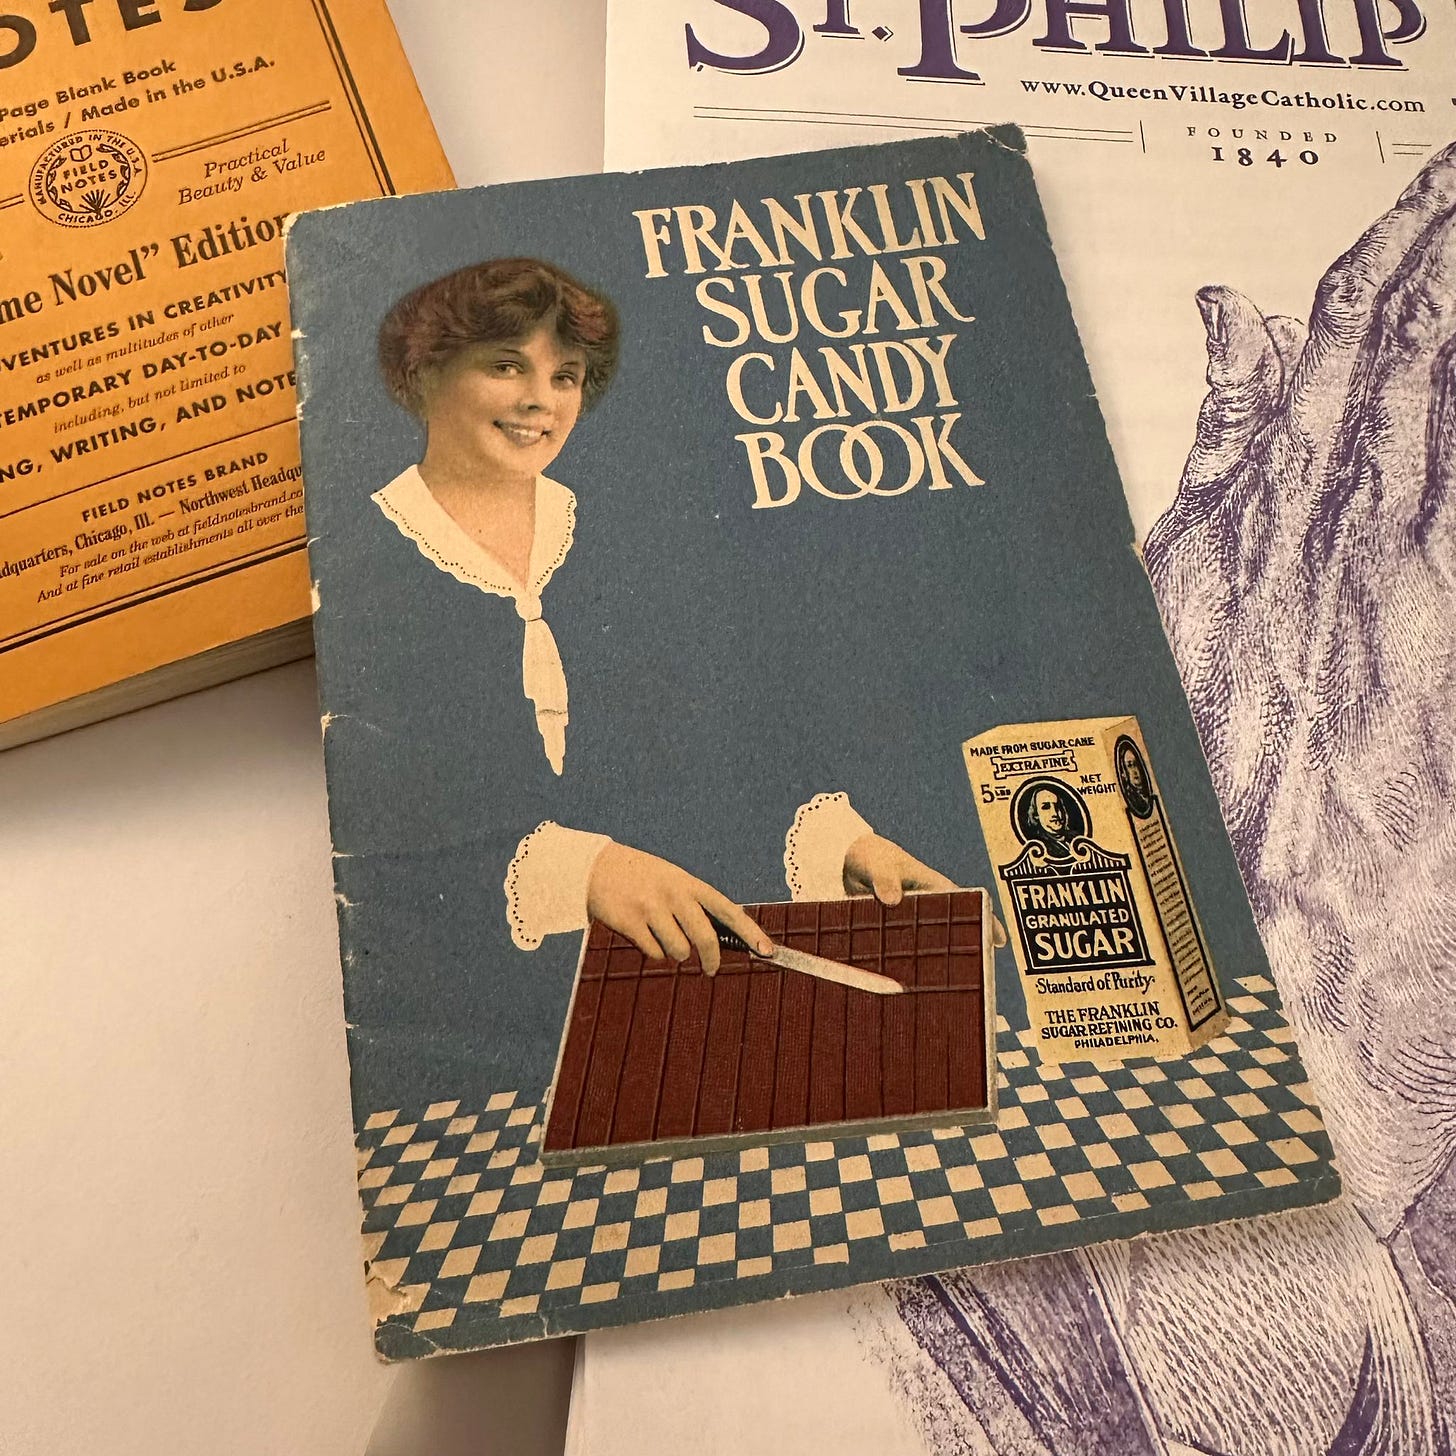 OTES
Page Blank Book
erials / Made in the U.S.A.
MANUFACTURED IN THE U.S.A.
FIELD
NOTES
CHICAGO, ILL.
Practical
Beauty & Value
me Novel” Edition
VENTURES IN CREATIVITY
as well as multitudes of other
TEMPORARY DAY-TO-DAY
including, but not limited to
NG, WRITING, AND NOTE
FIELD NOTES BRAND
dquarters, Chicago, Ill. — Northwest Headqu
For sale on the web at fieldnotesbrand.co
And at fine retail establishments all over the
ST. PHILIP
www.QueenVillageCatholic.com
FOUNDED
1840
FRANKLIN
SUGAR
CANDY
BOOK
MADE FROM SUGAR CANE
EXTRA FINE
5 LBS NET
WEIGHT
FRANKLIN
GRANULATED
SUGAR
Standard of Purity
THE FRANKLIN
SUGAR REFINING CO.
PHILADELPHIA.